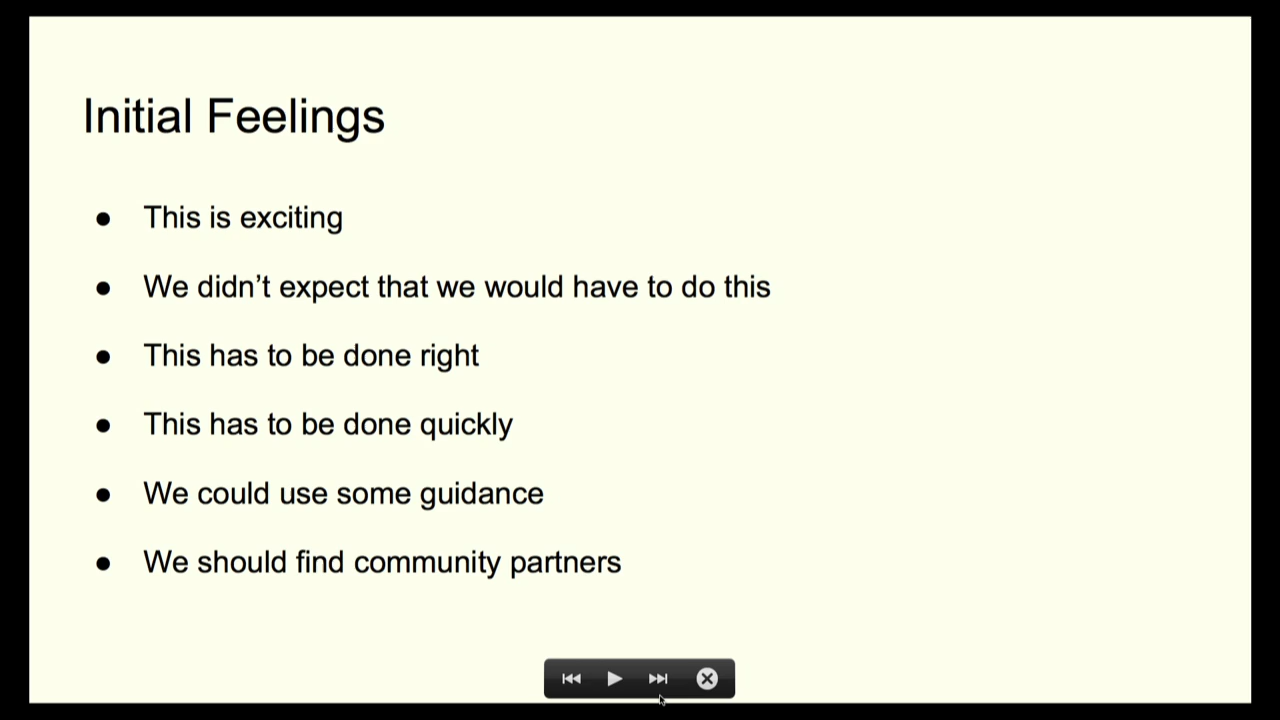 Initial Feelings
● This is exciting
● We didn’t expect that we would have to do this
● This has to be done right
● This has to be done quickly
● We could use some guidance
● We should find community partners